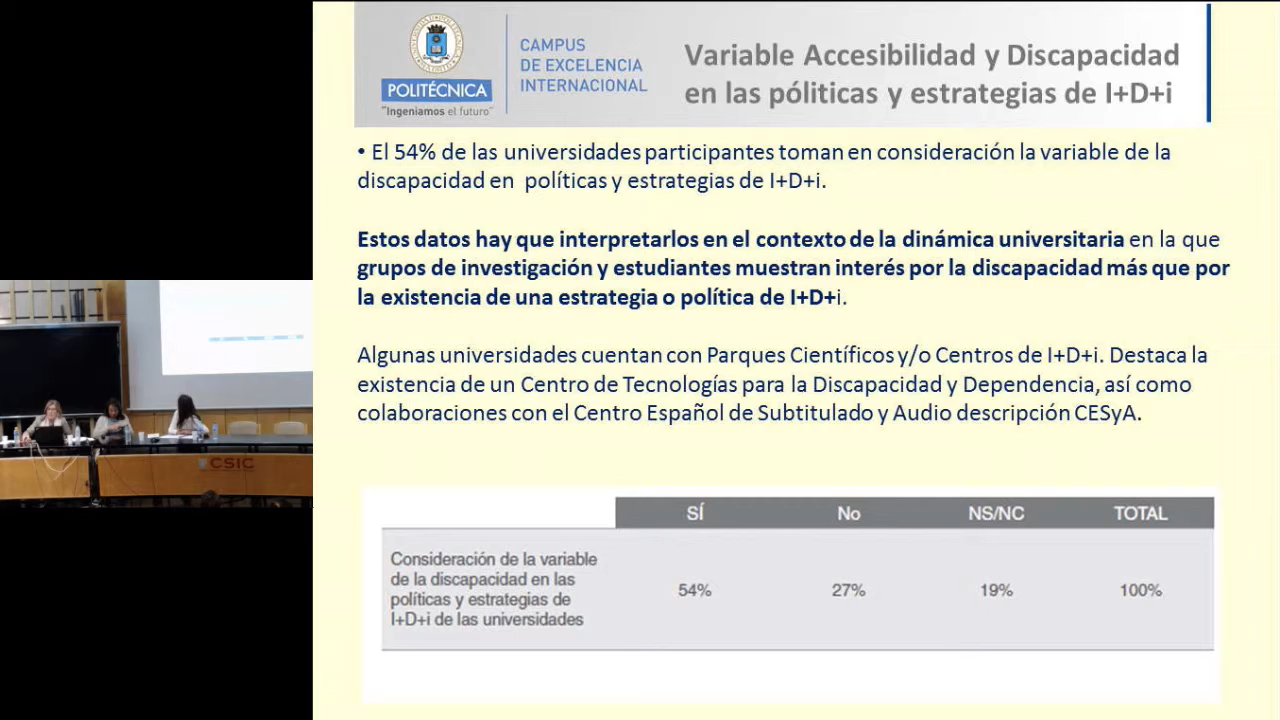 CAMPUS
DE EXCELENCIA
INTERNACIONAL
POLITÉCNICA
"Ingeniamos el futuro"
Variable Accesibilidad y Discapacidad
en las póliticas y estrategias de I+D+i
• El 54% de las universidades participantes toman en consideración la variable de la
discapacidad en políticas y estrategias de I+D+i.
Estos datos hay que interpretarlos en el contexto de la dinámica universitaria en la que
grupos de investigación y estudiantes muestran interés por la discapacidad más que por
la existencia de una estrategia o política de I+D+i.
Algunas universidades cuentan con Parques Científicos y/o Centros de I+D+i. Destaca la
existencia de un Centro de Tecnologías para la Discapacidad y Dependencia, así como
colaboraciones con el Centro Español de Subtitulado y Audio descripción CESyA.
SÍ No NS/NC TOTAL
Consideración de la variable
de la discapacidad en las
políticas y estrategias de
I+D+i de las universidades
54% 27% 19% 100%
CSIC